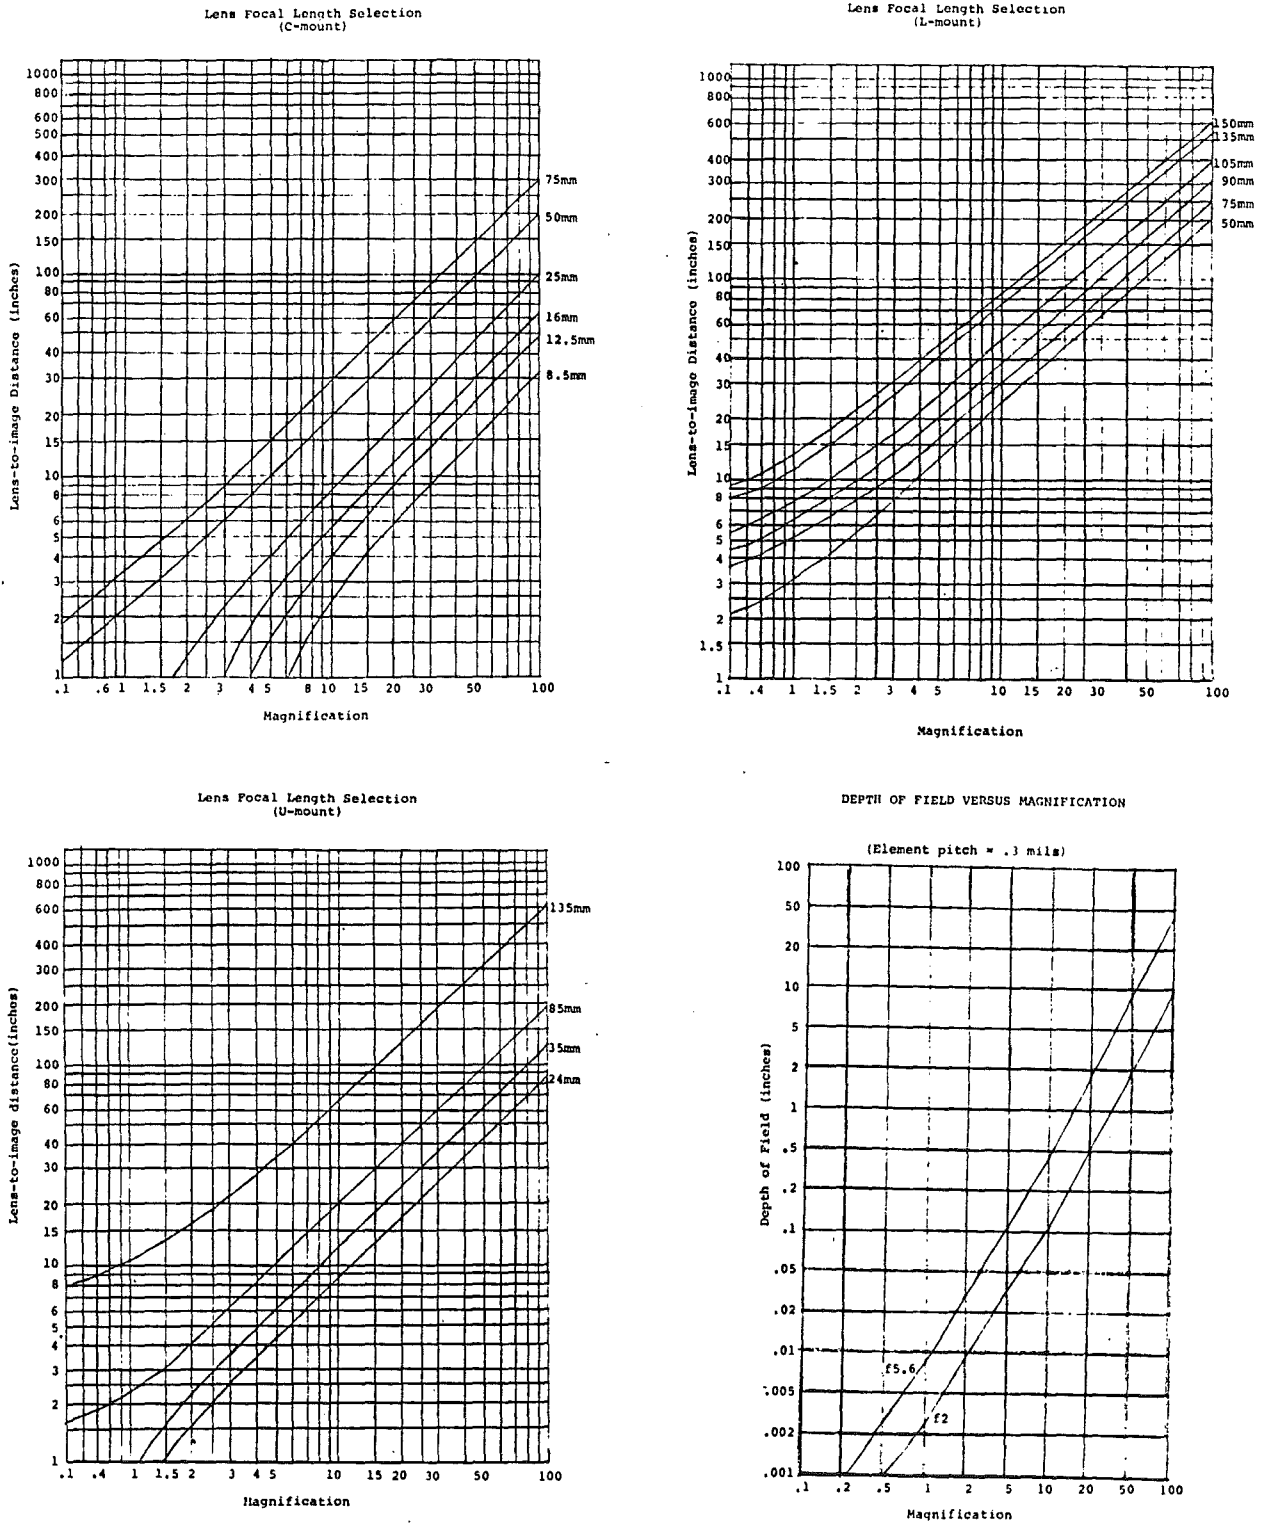 Lens Focal Length Selection
(C-mount)
1000
800
600
500
400
300
200
150
100
80
60
40
30
20
15
10
8
6
5
4
3
2
1
Lens-to-image Distance (inches)
75mm
50mm
25mm
16mm
12.5mm
8.5mm
.1 .6 1 1.5 2 3 4 5 8 10 15 20 30 50 100
Magnification
Lens Focal Length Selection
(L-mount)
1000
800
600
400
300
200
150
100
80
60
40
30
20
15
10
8
6
5
4
3
2
1.5
1
Lens-to-image Distance (inches)
150mm
135mm
105mm
90mm
75mm
50mm
.1 .4 1 1.5 2 3 4 5 10 15 20 30 50 100
Magnification
Lens Focal Length Selection
(U-mount)
1000
800
600
400
300
200
150
100
80
60
40
30
20
15
10
8
6
5
4
3
2
1
Lens-to-image distance(inches)
135mm
85mm
35mm
24mm
.1 .4 1 1.5 2 3 4 5 10 15 20 30 50 100
Magnification
DEPTH OF FIELD VERSUS MAGNIFICATION
(Element pitch = .3 mils)
100
50
20
10
5
2
1
.5
.2
.1
.05
.02
.01
.005
.002
.001
Depth of Field (inches)
f5.6
f2
.1 .2 .5 1 2 5 10 20 50 100
Magnification